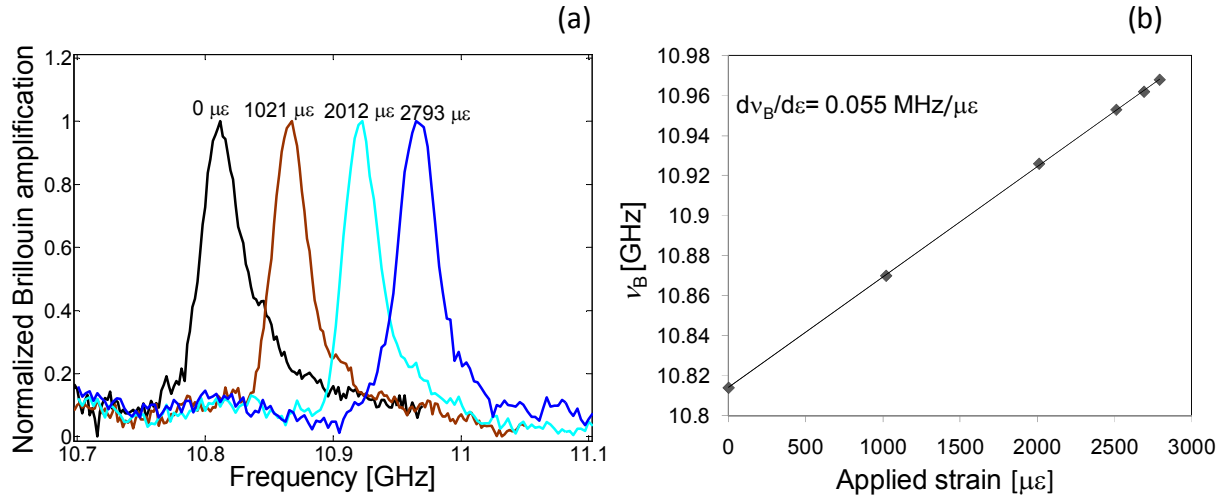 (a)
Normalized Brillouin amplification
1.2
1
0.8
0.6
0.4
0.2
0
0 με
1021 με
2012 με
2793 με
10.7
10.8
10.9
11
11.1
Frequency [GHz]
(b)
ν_B [GHz]
10.98
10.96
10.94
10.92
10.9
10.88
10.86
10.84
10.82
10.8
dν_B/dε= 0.055 MHz/με
0
500
1000
1500
2000
2500
3000
Applied strain [με]